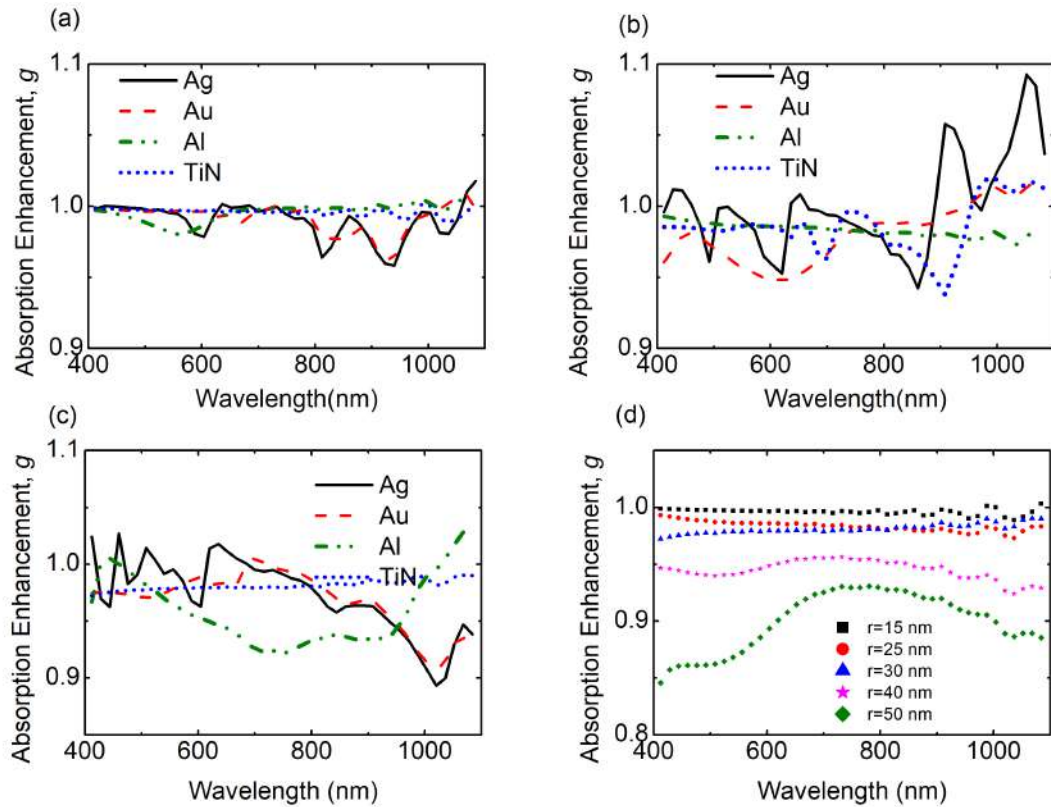 (a)
Absorption Enhancement, g
1.1
1.0
0.9
Ag
Au
Al
TiN
400 600 800 1000
Wavelength(nm)
(b)
Absorption Enhancement, g
1.1
1.0
0.9
Ag
Au
Al
TiN
400 600 800 1000
Wavelength(nm)
(c)
Absorption Enhancement, g
1.1
1.0
0.9
Ag
Au
Al
TiN
400 600 800 1000
Wavelength (nm)
(d)
Absorption Enhancement, g
1.0
0.9
0.8
r=15 nm
r=25 nm
r=30 nm
r=40 nm
r=50 nm
400 600 800 1000
Wavelength (nm)